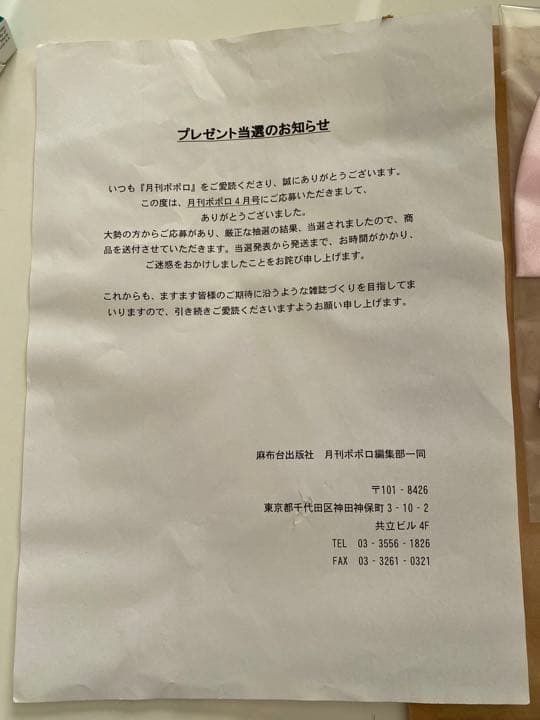 プレゼント当選のお知らせ
いつも『月刊ポポロ』をご愛読くださり、誠にありがとうございます。
この度は、月刊ポポロ4月号にご応募いただきまして、
ありがとうございました。
大勢の方からご応募があり、厳正な抽選の結果、当選されましたので、商
品を送付させていただきます。当選発表から発送まで、お時間がかかり、
ご迷惑をおかけしましたことをお詫び申し上げます。
これからも、ますます皆様のご期待に沿うような雑誌づくりを目指してま
いりますので、引き続きご愛読くださいますようお願い申し上げます。
麻布台出版社　月刊ポポロ編集部一同
〒101‐8426
東京都千代田区神田神保町3‐10‐2
共立ビル4F
TEL　03‐3556‐1826
FAX　03‐3261‐0321